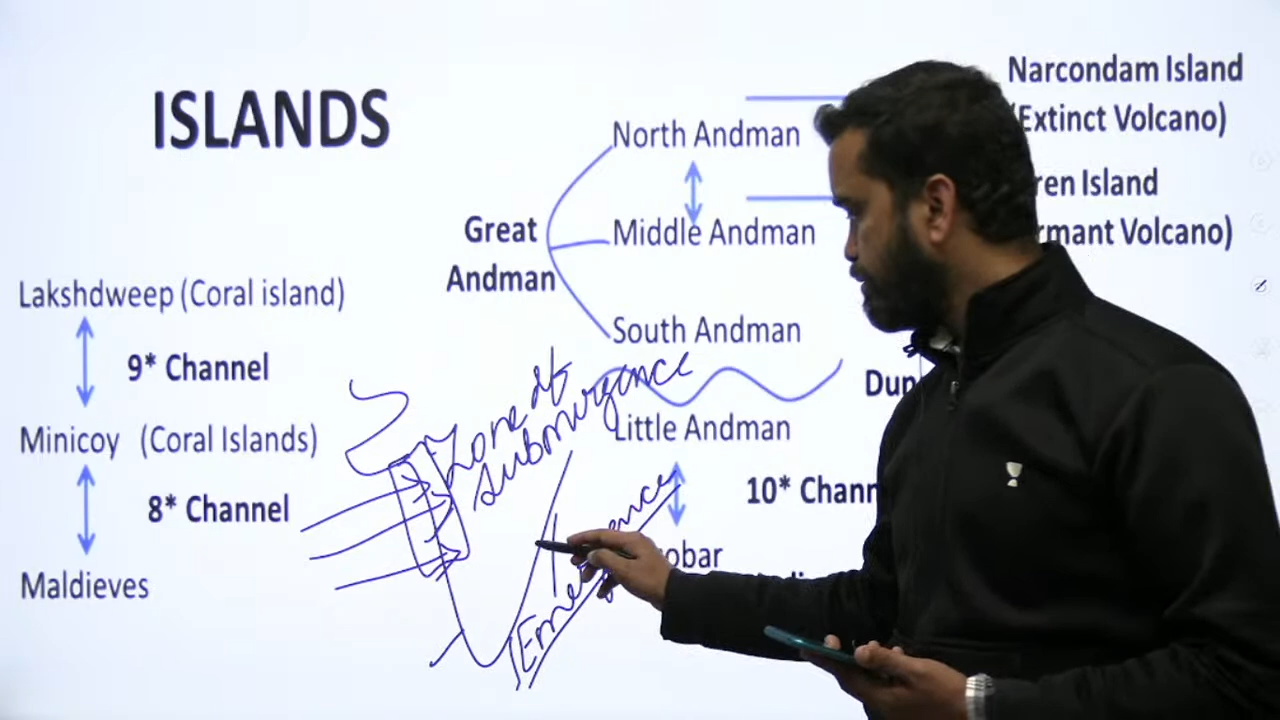 ISLANDS
Lakshdweep (Coral island)
9* Channel
Minicoy (Coral Islands)
8* Channel
Maldieves
Great
Andman
North Andman
Middle Andman
South Andman
Little Andman
10* Chann
obar
Narcondam Island
(Extinct Volcano)
ren Island
rmant Volcano)
Dun
Zone of
submurgance
Emergence